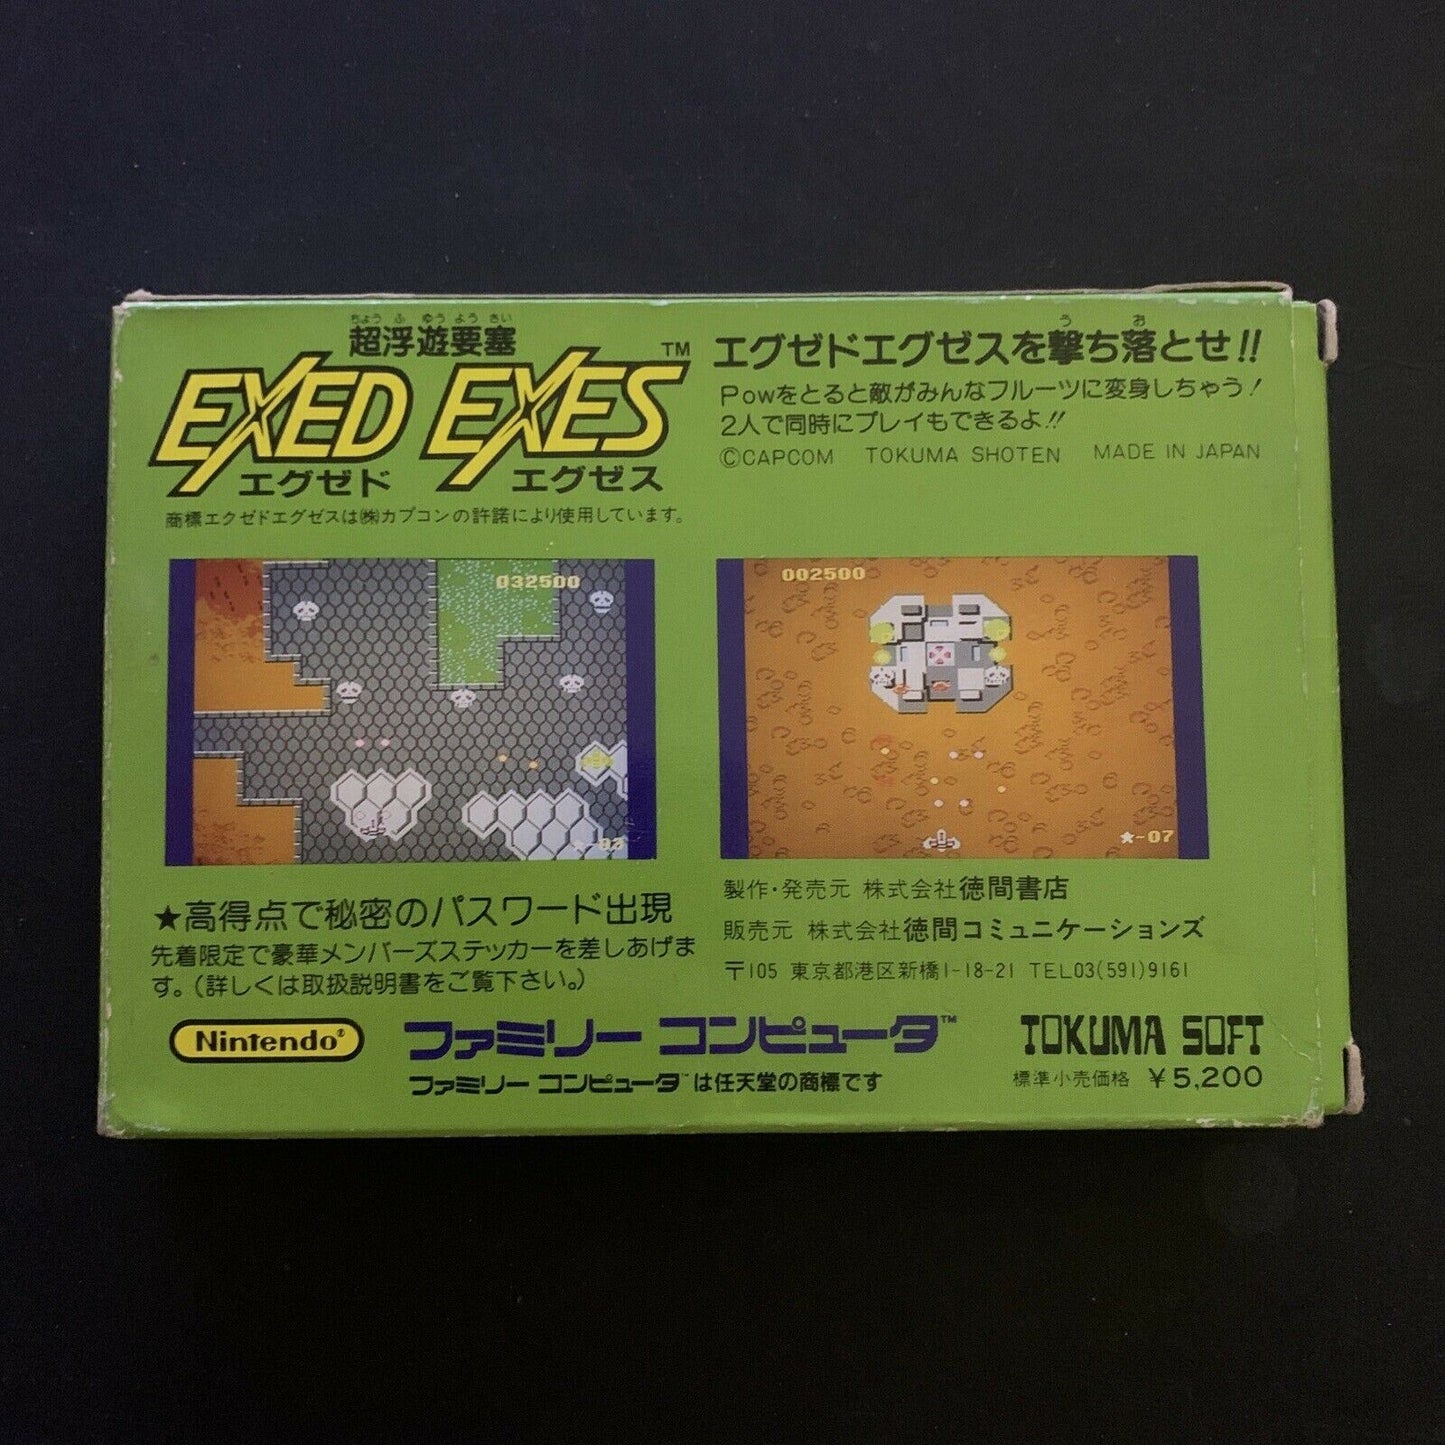 ちょう ふ ゆう よう さい
超浮遊要塞
EXED EXES™
エグゼド エグゼス
商標エクゼドエグゼスは㈱カプコンの許諾により使用しています。
う お
エグゼドエグゼスを撃ち落とせ!!
Powをとると敵がみんなフルーツに変身しちゃう!
2人で同時にプレイもできるよ!!
©CAPCOM TOKUMA SHOTEN MADE IN JAPAN
032500
002500
★-07
★高得点で秘密のパスワード出現
先着限定で豪華メンバーズステッカーを差しあげま
す。(詳しくは取扱説明書をご覧下さい。)
製作・発売元 株式会社徳間書店
販売元 株式会社徳間コミュニケーションズ
〒105 東京都港区新橋1-18-21 TEL03(591)9161
Nintendo®
ファミリー コンピュータ™
ファミリー コンピュータ™は任天堂の商標です
TOKUMA SOFT
標準小売価格 ¥5,200